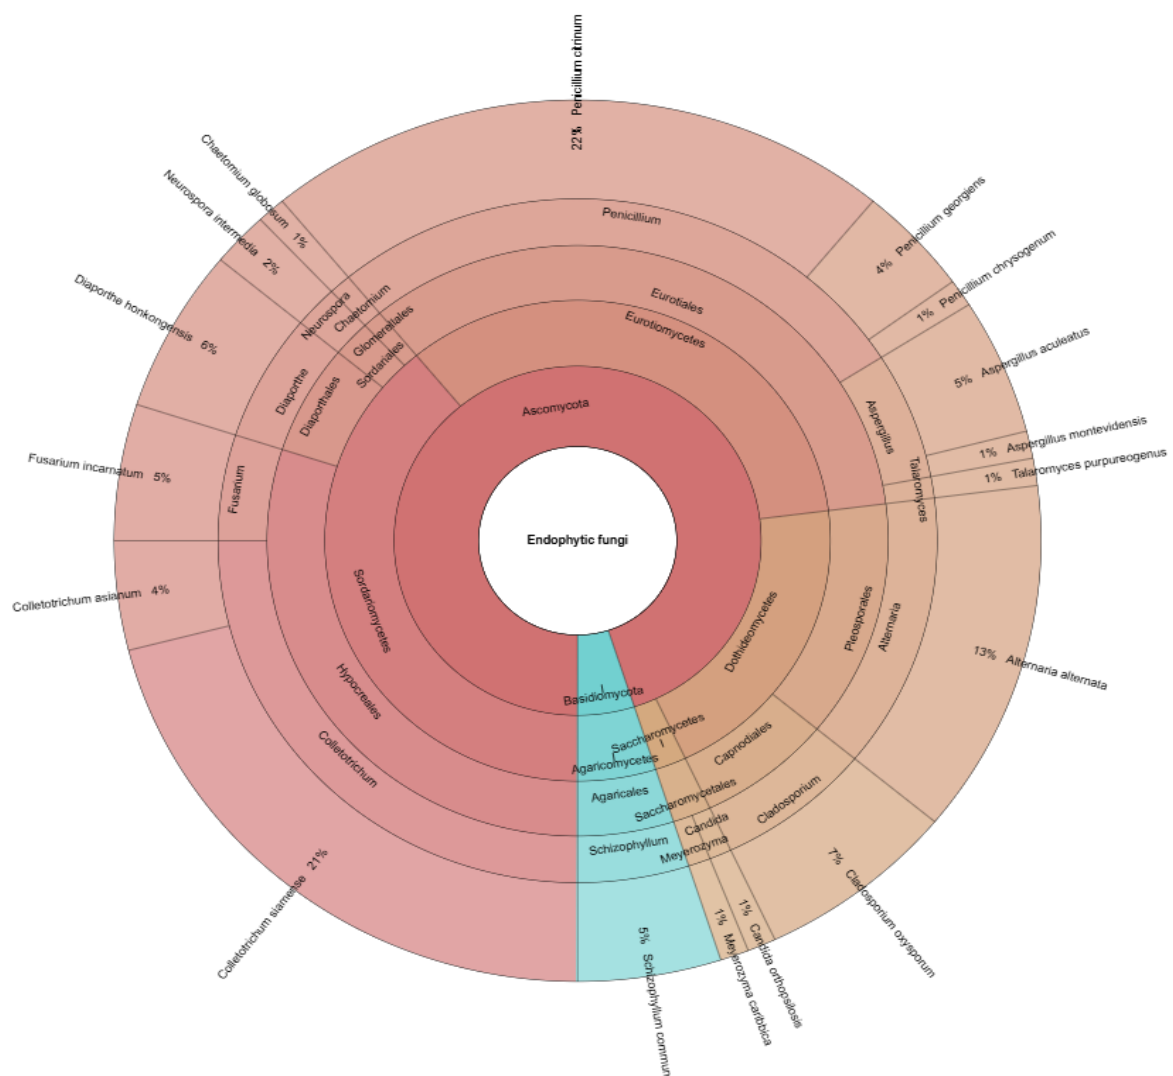 Endophytic fungi
Ascomycota
Basidiomycota
Eurotiomycetes
Dothideomycetes
Saccharomycetes
Agaricomycetes
Sordariomycetes
Eurotiales
Pleosporales
Capnodiales
Saccharomycetales
Agaricales
Hypocreales
Diaporthales
Sordariales
Glomerellales
Penicillium
Aspergillus
Talaromyces
Alternaria
Cladosporium
Candida
Meyerozyma
Schizophyllum
Colletotrichum
Fusarium
Diaporthe
Neurospora
Chaetomium
22% Penicillium citrinum
4% Penicillium georgiens
1% Penicillium chrysogenum
5% Aspergillus aculeatus
1% Aspergillus montevidensis
1% Talaromyces purpureogenus
13% Alternaria alternata
7% Cladosporium oxysporum
1% Candida orthopsilosis
1% Meyerozyma caribbica
5% Schizophyllum commun
Colletotrichum siamense 21%
Colletotrichum asianum 4%
Fusarium incarnatum 5%
Diaporthe honkongensis 6%
Neurospora intermedia 2%
Chaetomium globosum 1%